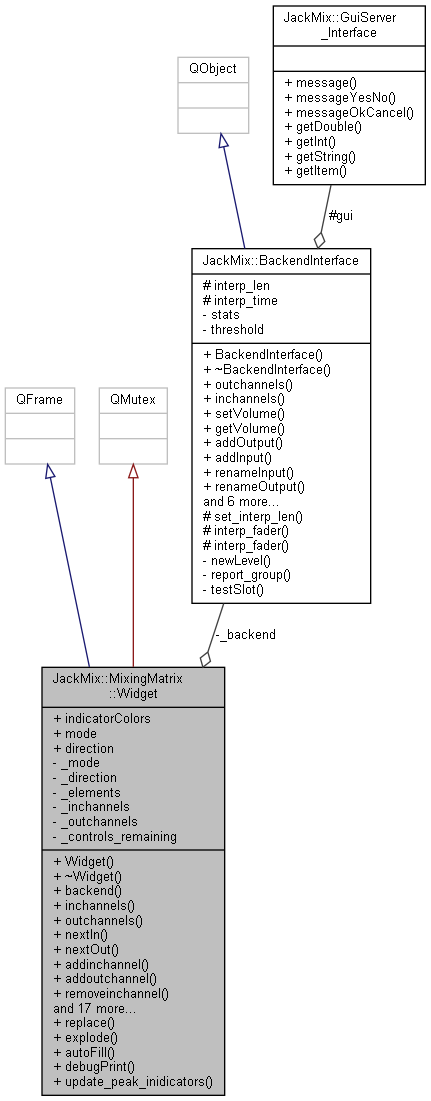 JackMix::GuiServer
_Interface
+ message()
+ messageYesNo()
+ messageOkCancel()
+ getDouble()
+ getInt()
+ getString()
+ getItem()
QObject
#gui
JackMix::BackendInterface
# interp_len
# interp_time
- stats
- threshold
+ BackendInterface()
+ ~BackendInterface()
+ outchannels()
+ inchannels()
+ setVolume()
+ getVolume()
+ addOutput()
+ addInput()
+ renameInput()
+ renameOutput()
and 6 more...
# set_interp_len()
# interp_fader()
# interp_fader()
- newLevel()
- report_group()
- testSlot()
QFrame
QMutex
-_backend
JackMix::MixingMatrix
::Widget
+ indicatorColors
+ mode
+ direction
- _mode
- _direction
- _elements
- _inchannels
- _outchannels
- _controls_remaining
+ Widget()
+ ~Widget()
+ backend()
+ inchannels()
+ outchannels()
+ nextIn()
+ nextOut()
+ addinchannel()
+ addoutchannel()
+ removeinchannel()
and 17 more...
+ replace()
+ explode()
+ autoFill()
+ debugPrint()
+ update_peak_inidicators()